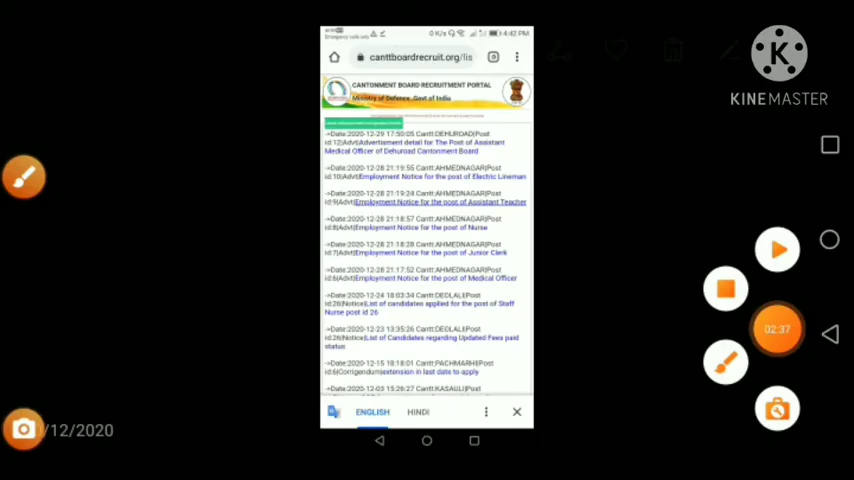 Emergency calls only
0 K/s
4:42 PM
canttboardrecruit.org/lis
CANTONMENT BOARD RECRUITMENT PORTAL
Ministry of Defence ,Govt of India
->Date:2020-12-29 17:50:05 Cantt:DEHUROAD|Post
id:12|Advt|Advertisment detail for The Post of Assistant
Medical Officer of Dehuroad Cantonment Board
->Date:2020-12-28 21:19:55 Cantt:AHMEDNAGAR|Post
id:10|Advt|Employment Notice for the post of Electric Lineman
->Date:2020-12-28 21:19:24 Cantt:AHMEDNAGAR|Post
id:9|Advt|Employment Notice for the post of Assistant Teacher
->Date:2020-12-28 21:18:57 Cantt:AHMEDNAGAR|Post
id:8|Advt|Employment Notice for the post of Nurse
->Date:2020-12-28 21:18:28 Cantt:AHMEDNAGAR|Post
id:7|Advt|Employment Notice for the post of Junior Clerk
->Date:2020-12-28 21:17:52 Cantt:AHMEDNAGAR|Post
id:6|Advt|Employment Notice for the post of Medical Officer
->Date:2020-12-24 18:03:34 Cantt:DEOLALI|Post
id:26|Notice|List of candidates applied for the post of Staff
Nurse post id 26
->Date:2020-12-23 13:35:26 Cantt:DEOLALI|Post
id:26|Notice|List of Candidates regarding Updated Fees paid
status
->Date:2020-12-15 18:18:01 Cantt:PACHMARHI|Post
id:6|Corrigendum|extension in last date to apply
->Date:2020-12-03 15:26:27 Cantt:KASAULI|Post
ENGLISH
HINDI
/12/2020
K
KINEMASTER
02:37